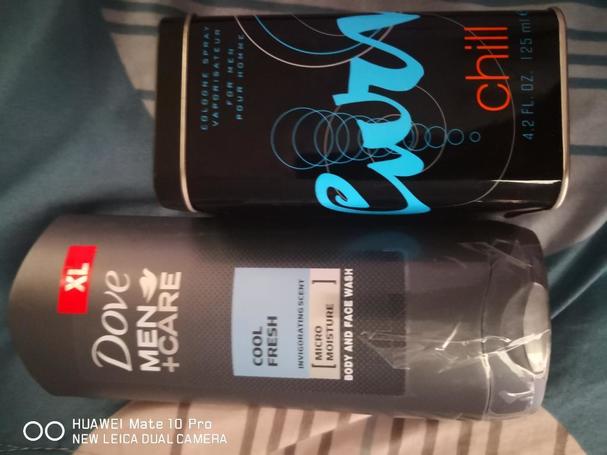 COLOGNE SPRAY
VAPORISATEUR
FOR MEN
POUR HOMME
Curve
chill
4.2 FL. OZ. 125 ml
XL
Dove
MEN
+CARE
COOL
FRESH
INVIGORATING SCENT
MICRO
MOISTURE
BODY AND FACE WASH
HUAWEI Mate 10 Pro
NEW LEICA DUAL CAMERA